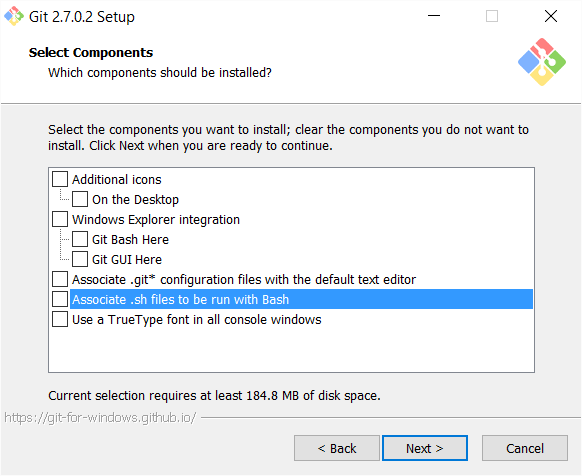 Git 2.7.0.2 Setup
Select Components
Which components should be installed?
Select the components you want to install; clear the components you do not want to
install. Click Next when you are ready to continue.
Additional icons
On the Desktop
Windows Explorer integration
Git Bash Here
Git GUI Here
Associate .git* configuration files with the default text editor
Associate .sh files to be run with Bash
Use a TrueType font in all console windows
Current selection requires at least 184.8 MB of disk space.
https://git-for-windows.github.io/
< Back
Next >
Cancel